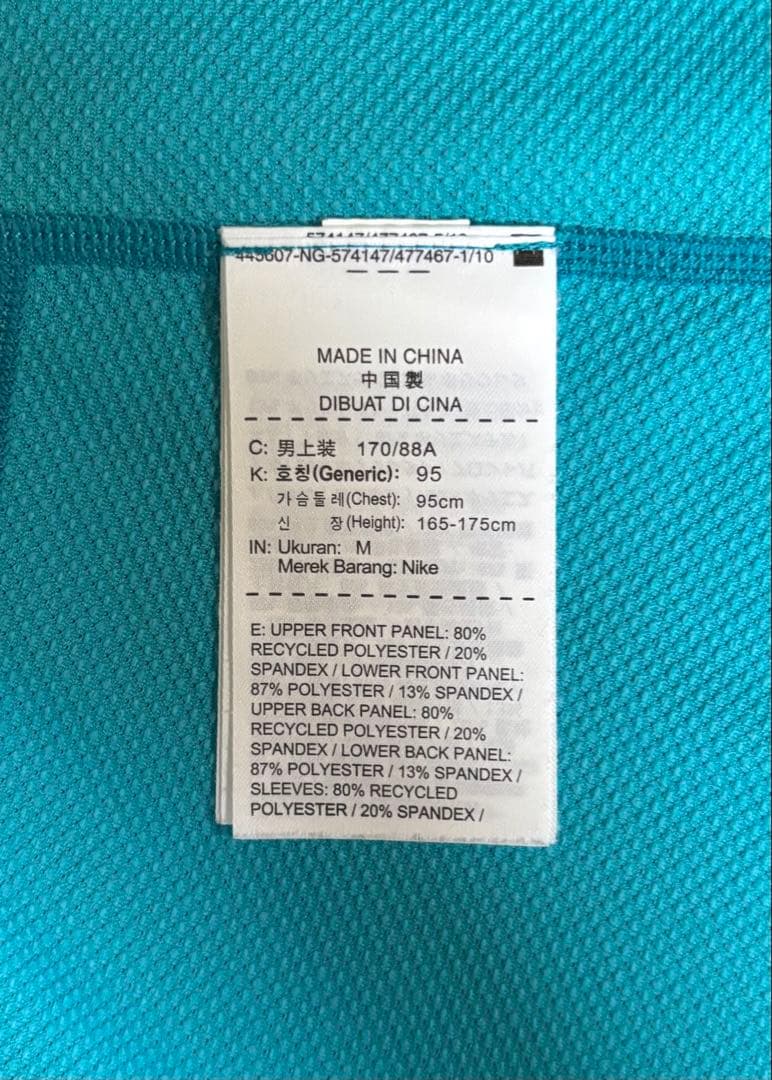 445607-NG-574147/477467-1/10
MADE IN CHINA
中国製
DIBUAT DI CINA
C: 男上装 170/88A
K: 호칭(Generic): 95
가슴둘레(Chest): 95cm
신 장(Height): 165-175cm
IN: Ukuran: M
Merek Barang: Nike
E: UPPER FRONT PANEL: 80%
RECYCLED POLYESTER / 20%
SPANDEX / LOWER FRONT PANEL:
87% POLYESTER / 13% SPANDEX /
UPPER BACK PANEL: 80%
RECYCLED POLYESTER / 20%
SPANDEX / LOWER BACK PANEL:
87% POLYESTER / 13% SPANDEX /
SLEEVES: 80% RECYCLED
POLYESTER / 20% SPANDEX /